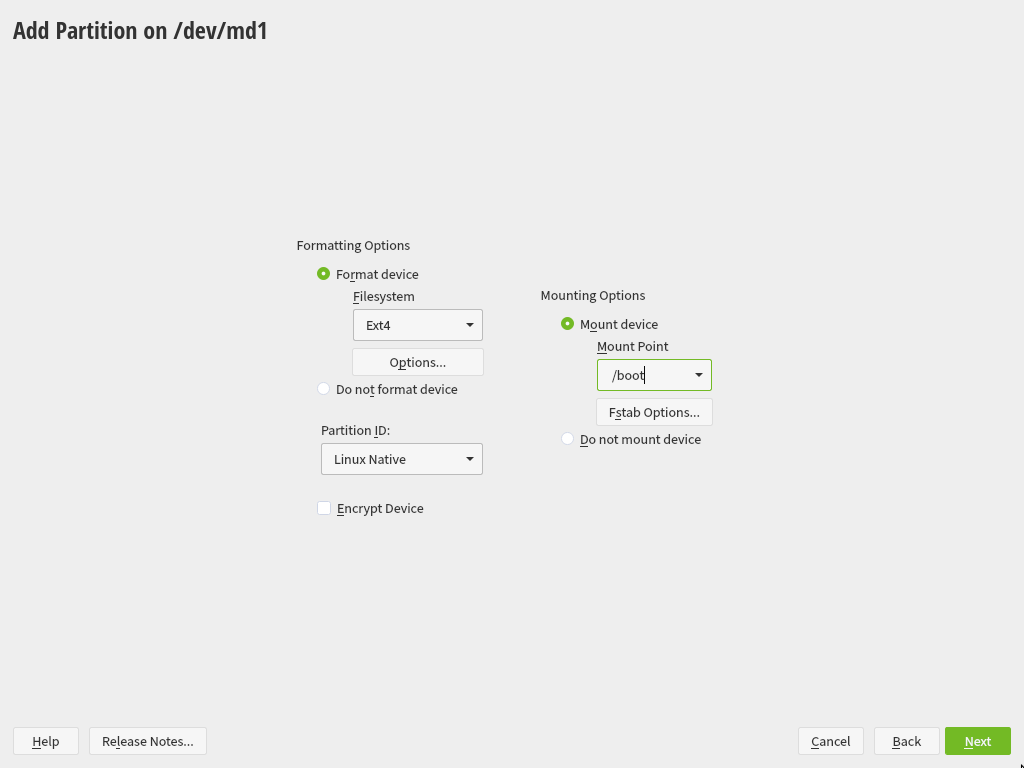 Add Partition on /dev/md1
Formatting Options
Format device
Filesystem
Ext4
Options...
Do not format device
Partition ID:
Linux Native
Encrypt Device
Mounting Options
Mount device
Mount Point
/boot
Fstab Options...
Do not mount device
Help
Release Notes...
Cancel
Back
Next